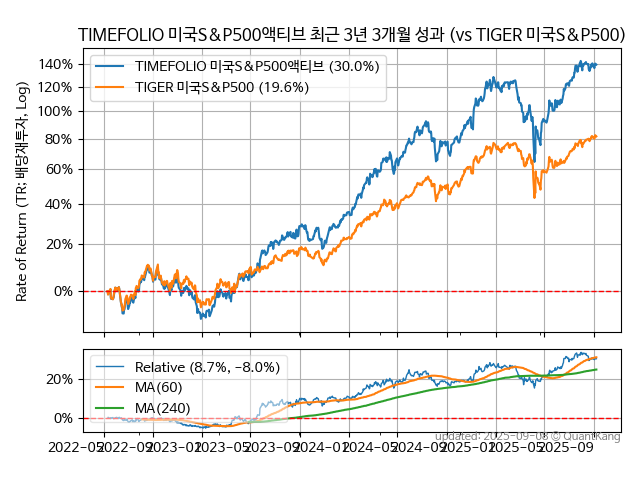 TIMEFOLIO 미국S&P500액티브 최근 3년 3개월 성과 (vs TIGER 미국S&P500)
Rate of Return (TR: 배당재투자, Log)
140%
120%
100%
80%
60%
40%
20%
0%
TIMEFOLIO 미국S&P500액티브 (30.0%)
TIGER 미국S&P500 (19.6%)
20%
0%
Relative (8.7%, −8.0%)
MA(60)
MA(240)
2022-05 2022-09 2023-01 2023-05 2023-09 2024-01 2024-05 2024-09 2025-01 2025-05 2025-09
updated: 2025-09-08 © QuantKang